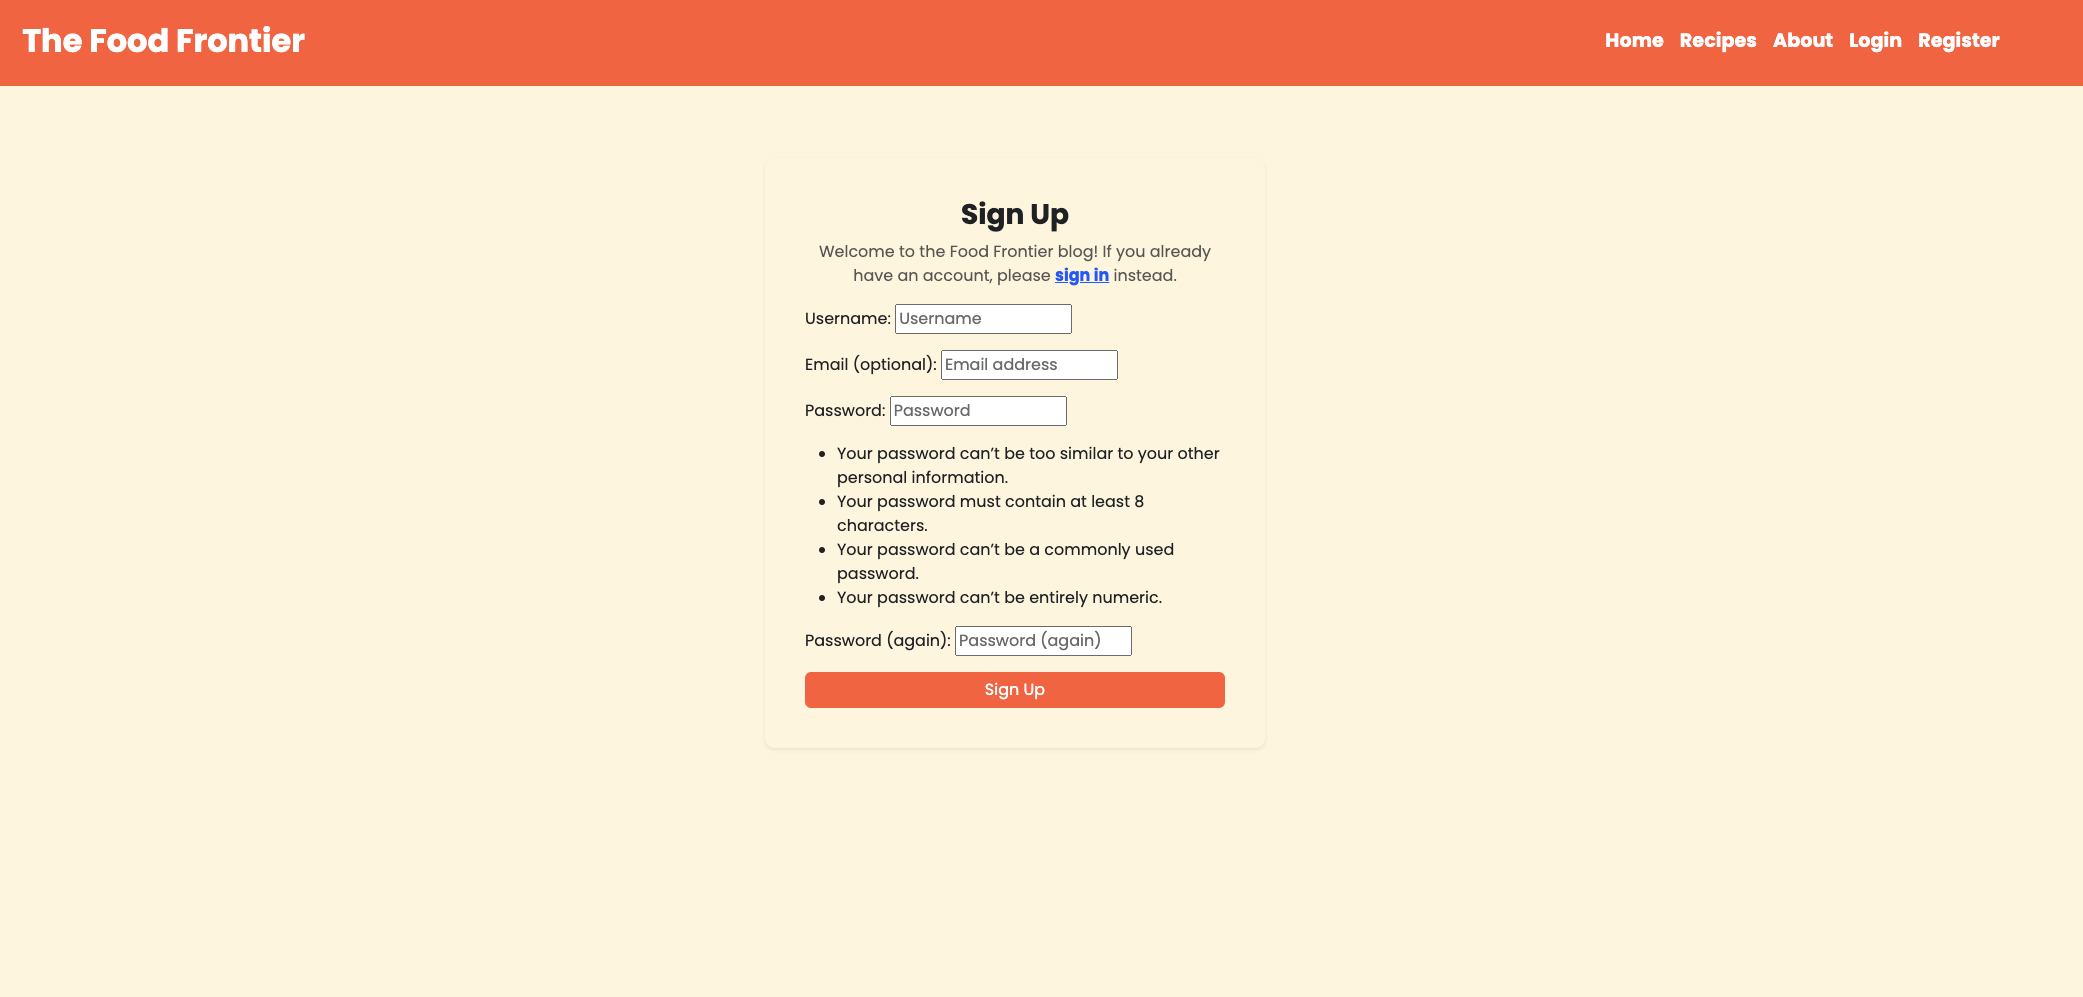 The Food Frontier
Home Recipes About Login Register
Sign Up
Welcome to the Food Frontier blog! If you already
have an account, please sign in instead.
Username: Username
Email (optional): Email address
Password: Password
Your password can’t be too similar to your other
personal information.
Your password must contain at least 8
characters.
Your password can’t be a commonly used
password.
Your password can’t be entirely numeric.
Password (again): Password (again)
Sign Up